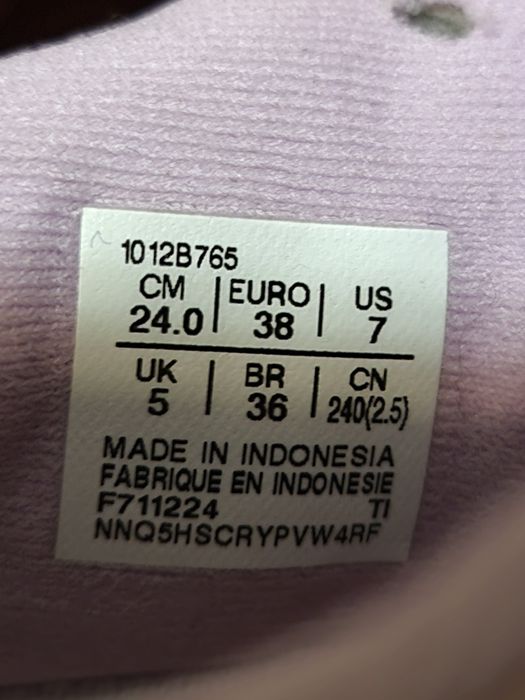 1012B765
CM | EURO | US
24.0 | 38 | 7
UK | BR | CN
5 | 36 | 240(2.5)
MADE IN INDONESIA
FABRIQUE EN INDONESIE
F711224 TI
NNQ5HSCRYPVW4RF